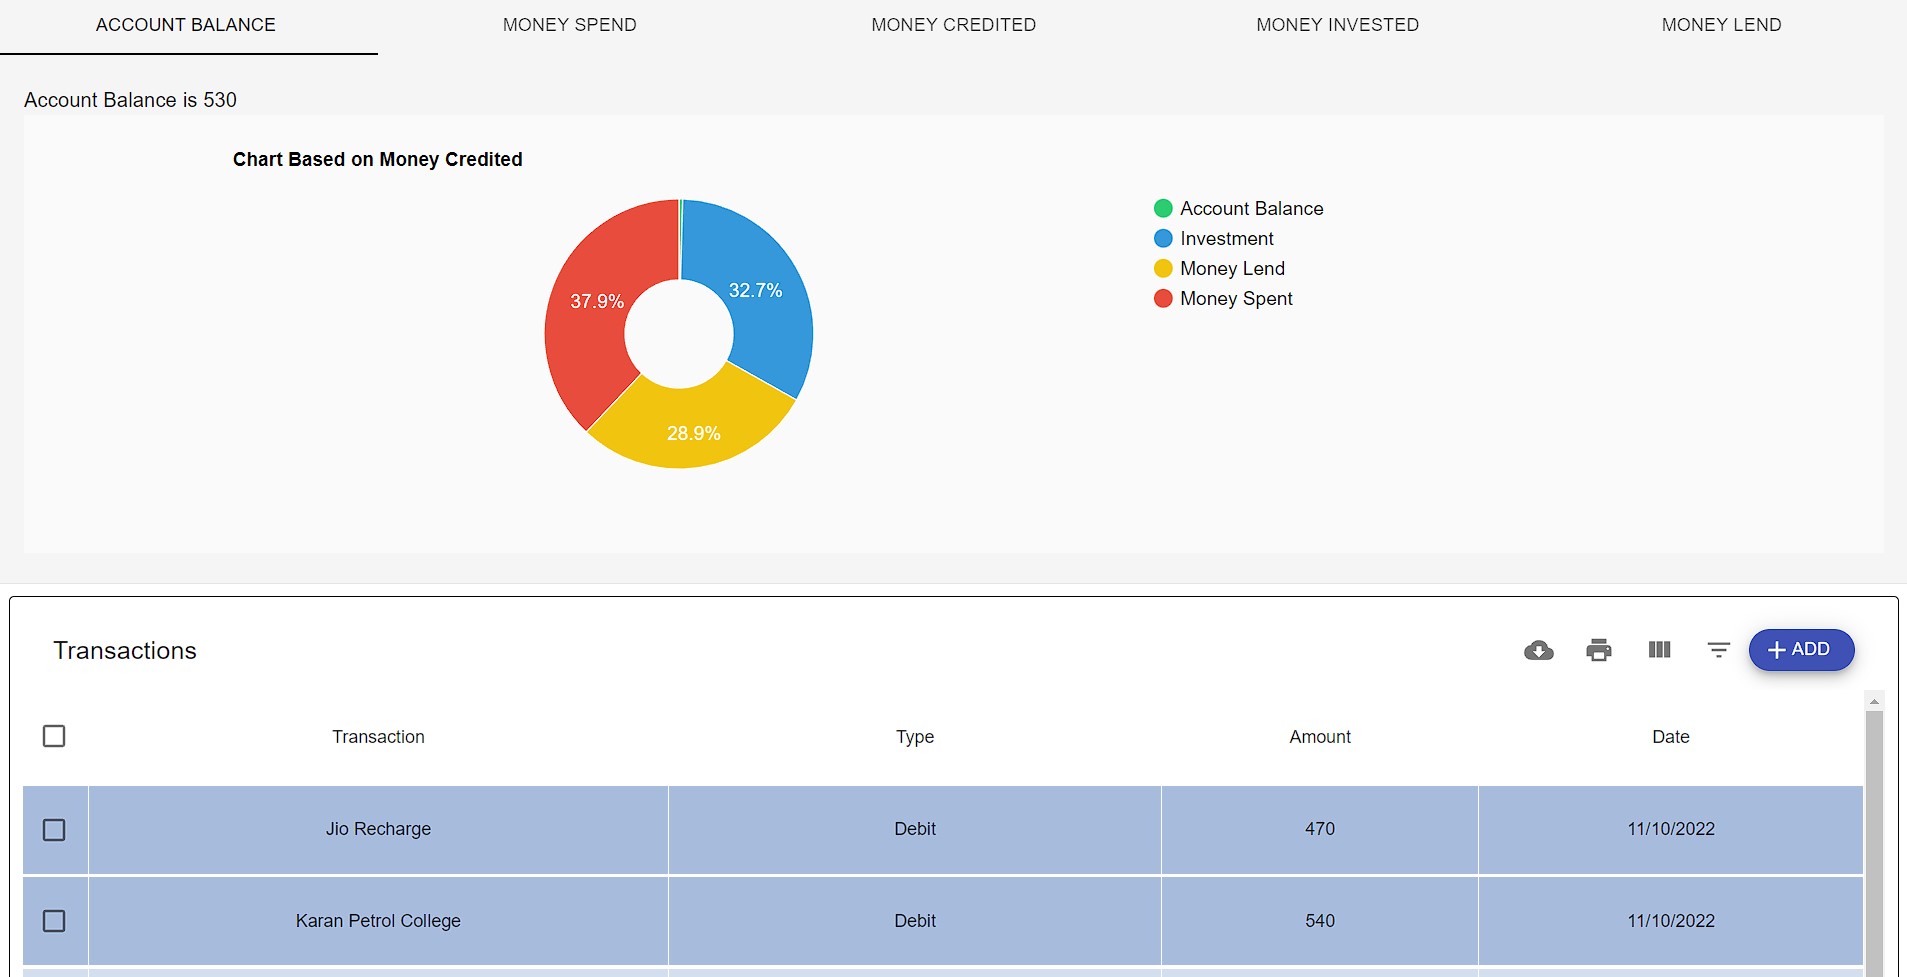 ACCOUNT BALANCE MONEY SPEND MONEY CREDITED MONEY INVESTED MONEY LEND
Account Balance is 530
Chart Based on Money Credited
Account Balance
Investment
Money Lend
Money Spent
32.7%
37.9%
28.9%
Transactions
ADD
Transaction Type Amount Date
Jio Recharge Debit 470 11/10/2022
Karan Petrol College Debit 540 11/10/2022